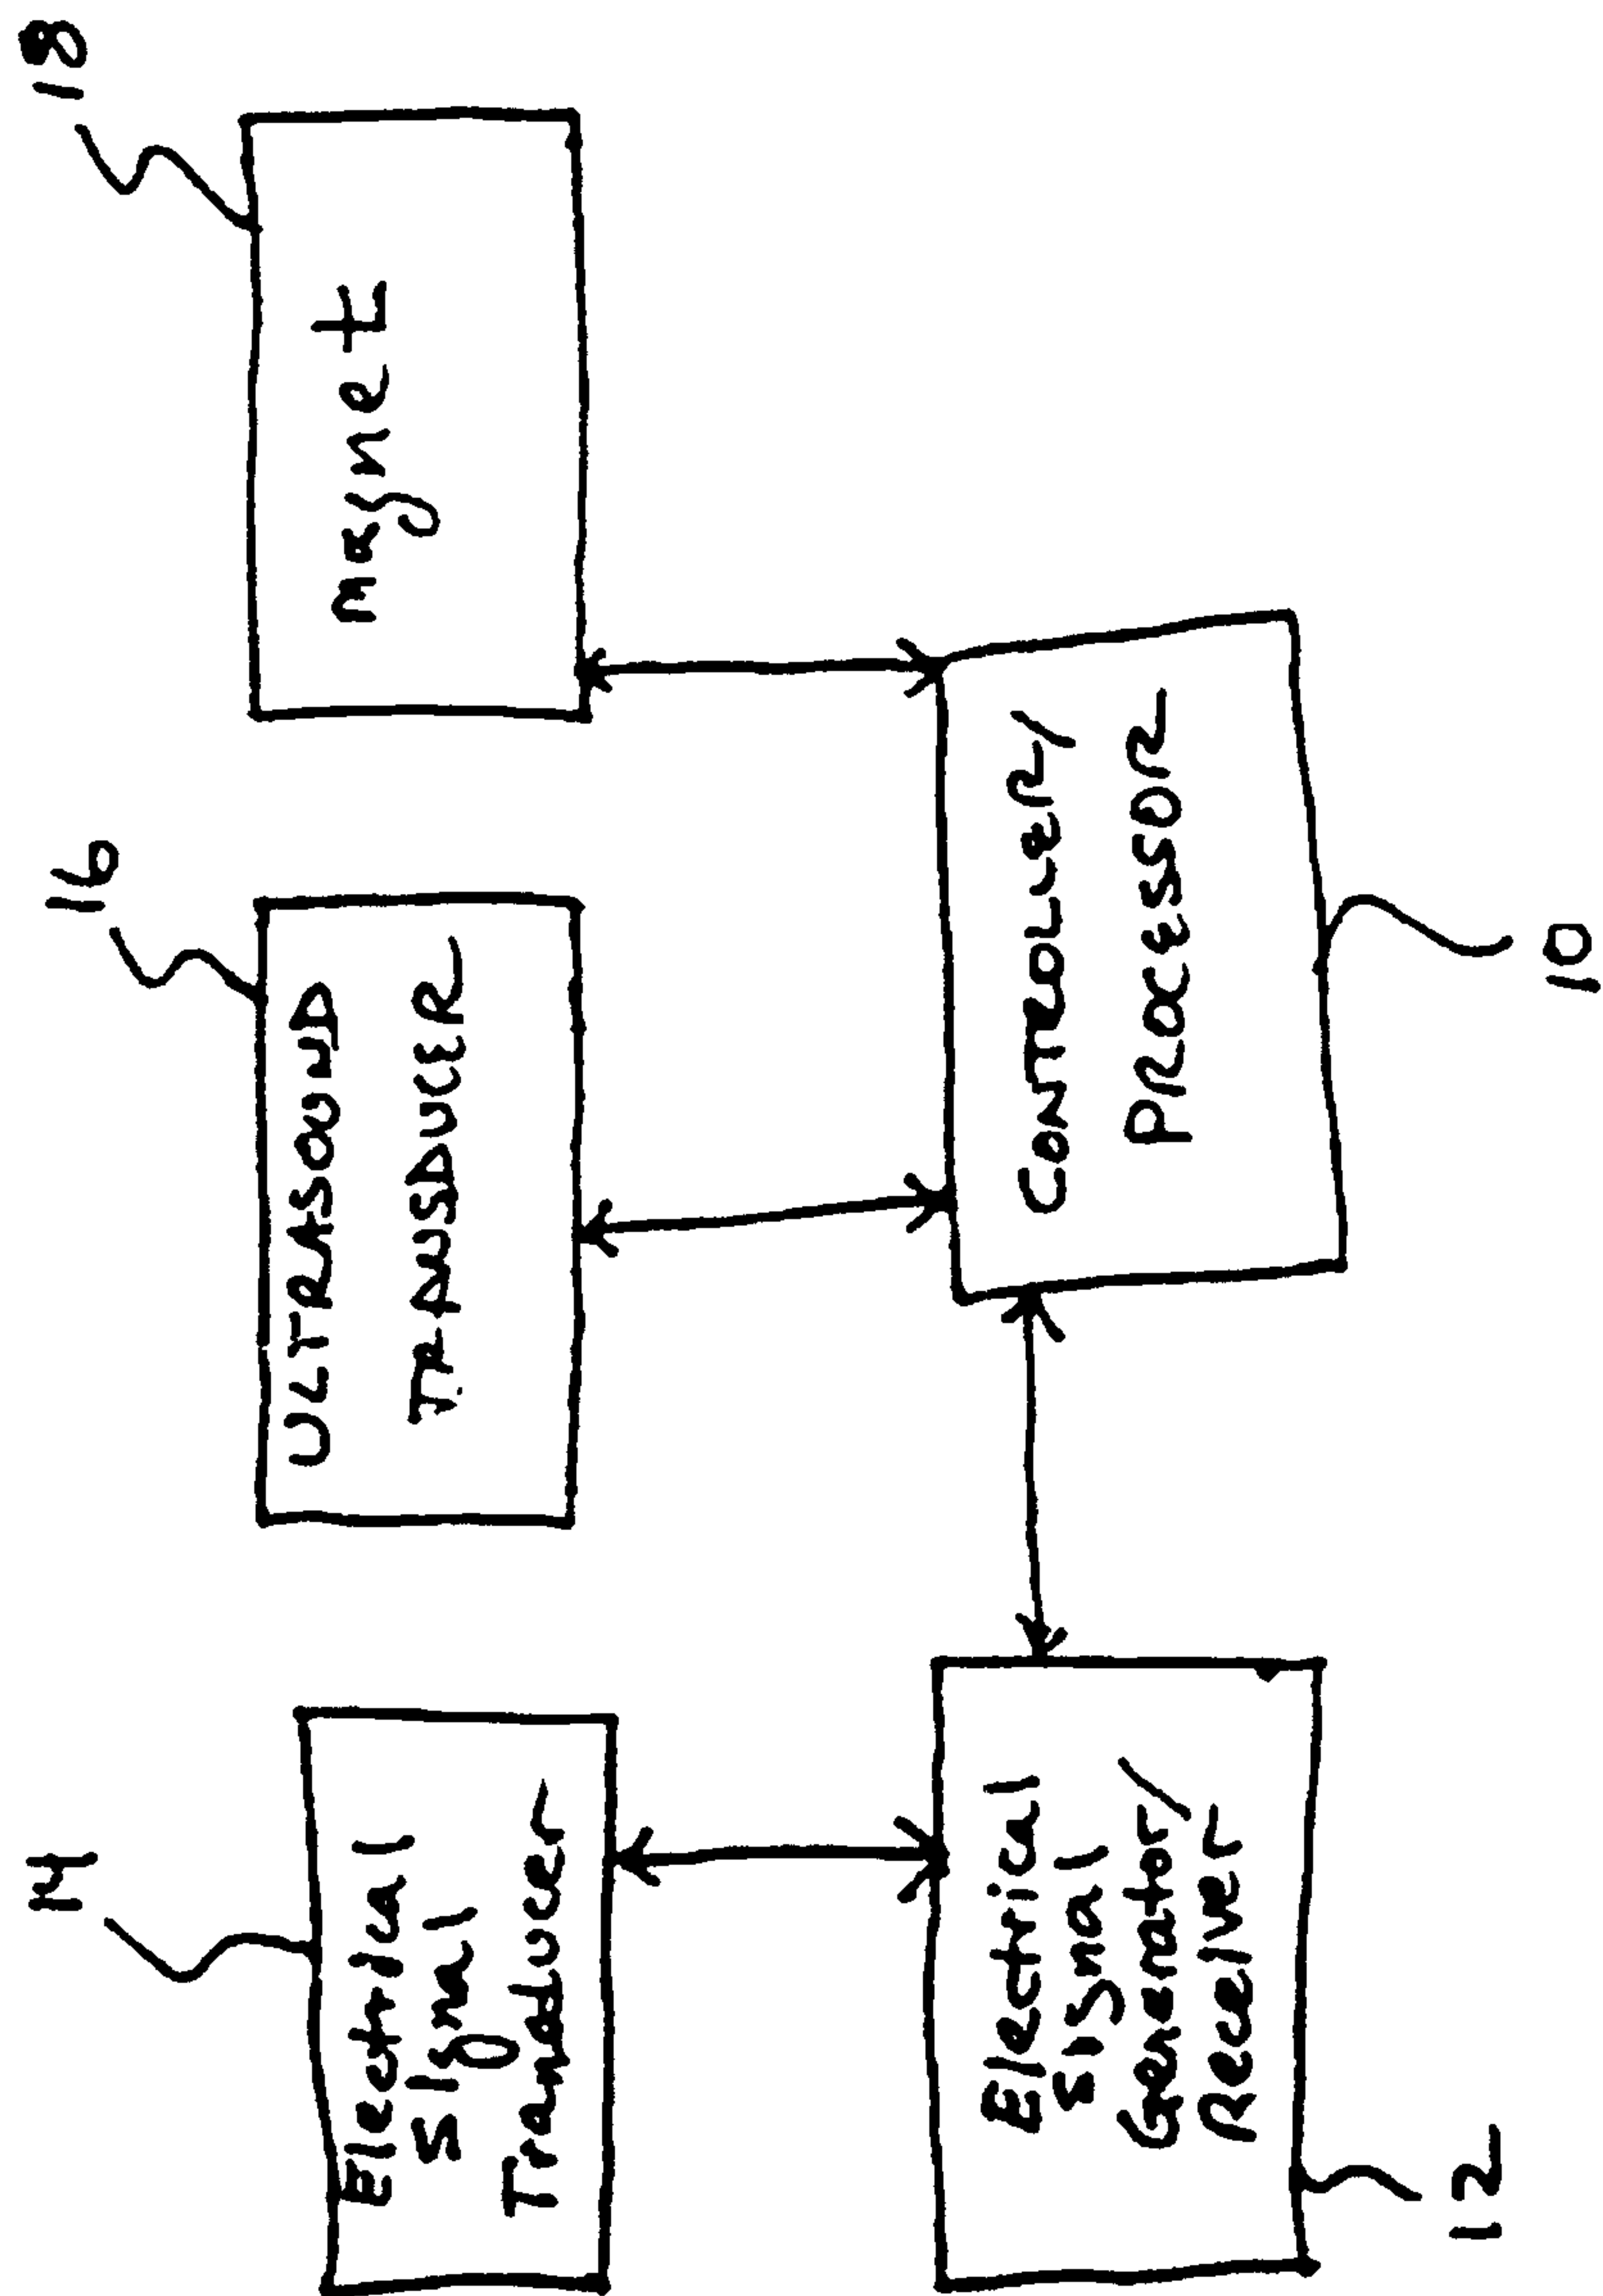 14
Electrical
Signal
Transducer
16
ULTRASOUND
TRANSDUCER
18
magnet
Electrical
Signal
Generator/
Receiver
12
CONTROLLER/
PROCESSOR
10